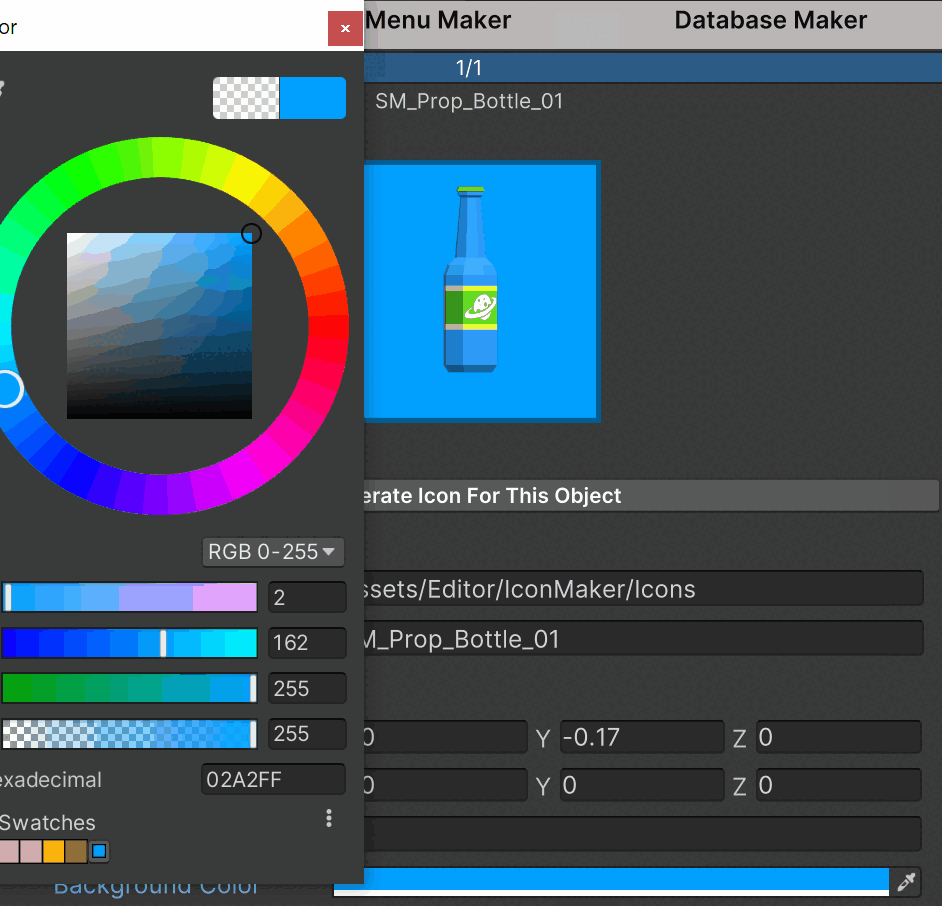 or
Menu Maker
Database Maker
1/1
SM_Prop_Bottle_01
erate Icon For This Object
RGB 0-255
2
ssets/Editor/IconMaker/Icons
162
M_Prop_Bottle_01
255
255
0 Y -0.17 Z 0
exadecimal 02A2FF
0 Y 0 Z 0
Swatches
Background Color